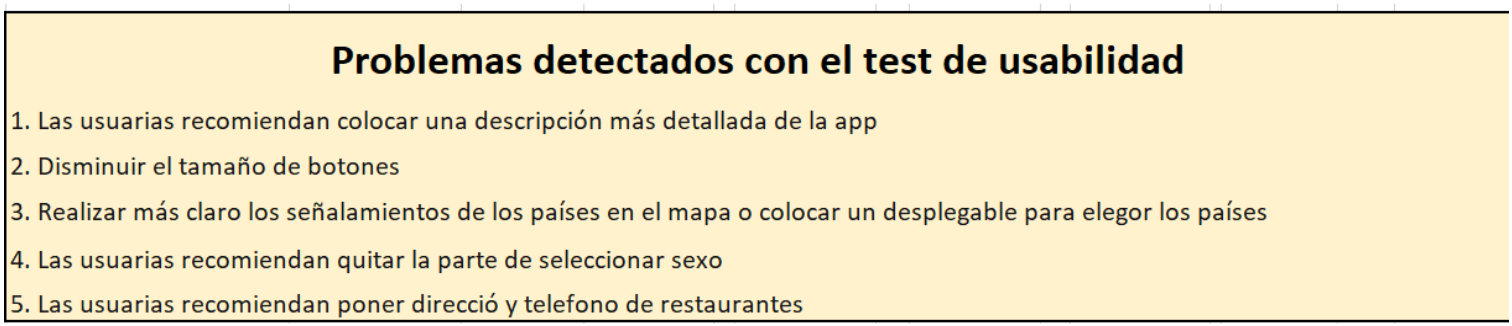 Problemas detectados con el test de usabilidad
1. Las usuarias recomiendan colocar una descripción más detallada de la app
2. Disminuir el tamaño de botones
3. Realizar más claro los señalamientos de los países en el mapa o colocar un desplegable para elegor los países
4. Las usuarias recomiendan quitar la parte de seleccionar sexo
5. Las usuarias recomiendan poner direcció y telefono de restaurantes